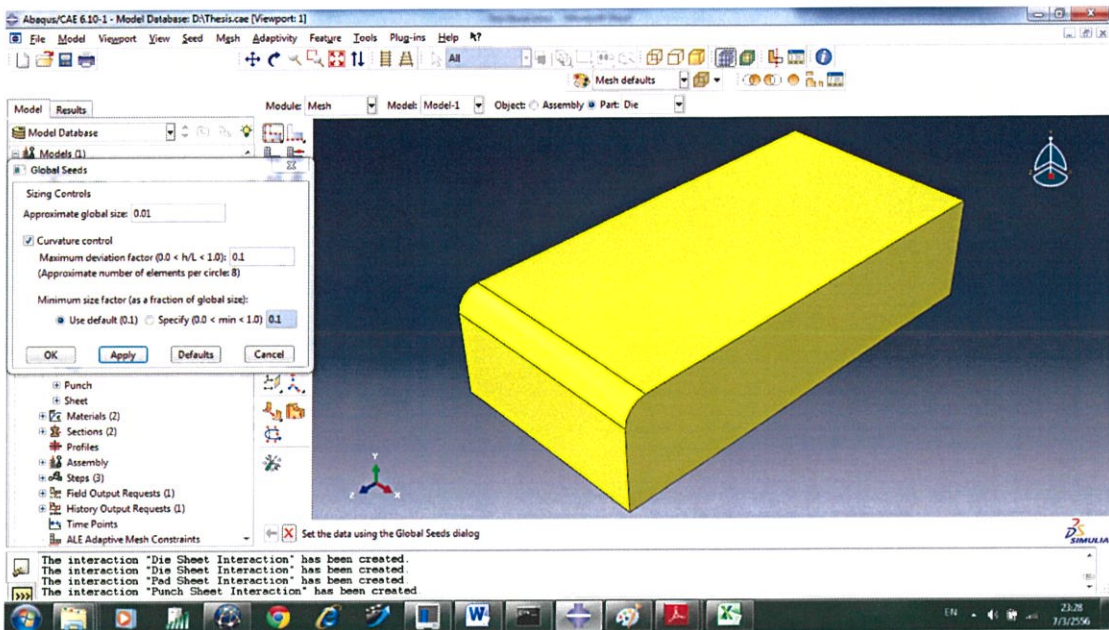 Abaqus/CAE 6.10-1 - Model Database: D:\Thesis.cae [Viewport: 1]
File Model Viewport View Seed Mesh Adaptivity Feature Tools Plug-ins Help
All
Mesh defaults
Model Results
Module: Mesh Model: Model-1 Object: Assembly Part: Die
Model Database
Models (1)
Global Seeds
Sizing Controls
Approximate global size: 0.01
Curvature control
Maximum deviation factor (0.0 < h/L < 1.0): 0.1
(Approximate number of elements per circle: 8)
Minimum size factor (as a fraction of global size):
Use default (0.1) Specify (0.0 < min < 1.0) 0.1
OK Apply Defaults Cancel
Punch
Sheet
Materials (2)
Sections (2)
Profiles
Assembly
Steps (3)
Field Output Requests (1)
History Output Requests (1)
Time Points
ALE Adaptive Mesh Constraints
Y
Z X
Set the data using the Global Seeds dialog
SIMULIA
The interaction "Die Sheet Interaction" has been created.
The interaction "Die Sheet Interaction" has been created.
The interaction "Pad Sheet Interaction" has been created.
The interaction "Punch Sheet Interaction" has been created
>>>
EN
23:28
7/3/2556